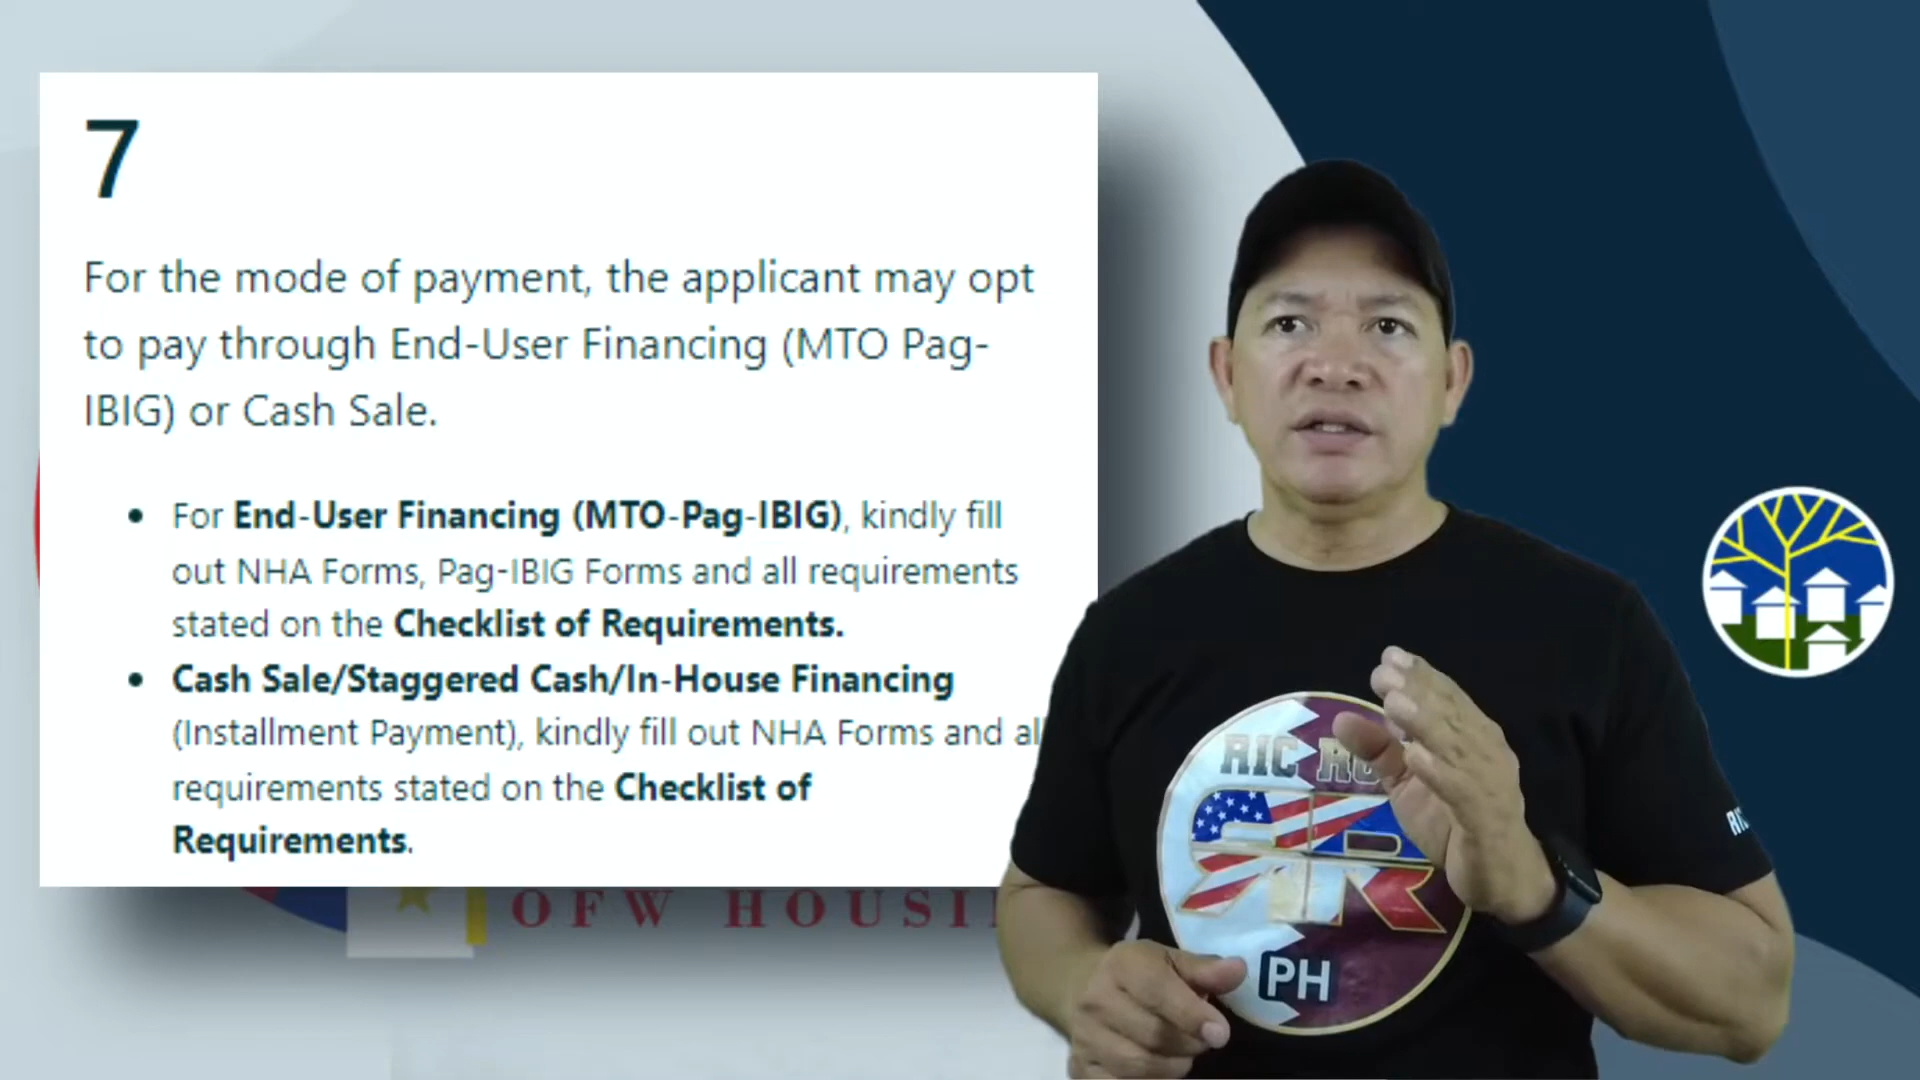 7
For the mode of payment, the applicant may opt
to pay through End-User Financing (MTO Pag-
IBIG) or Cash Sale.
• For End-User Financing (MTO-Pag-IBIG), kindly fill
out NHA Forms, Pag-IBIG Forms and all requirements
stated on the Checklist of Requirements.
• Cash Sale/Staggered Cash/In-House Financing
(Installment Payment), kindly fill out NHA Forms and all
requirements stated on the Checklist of
Requirements.
OFW
RIC
RR
PH